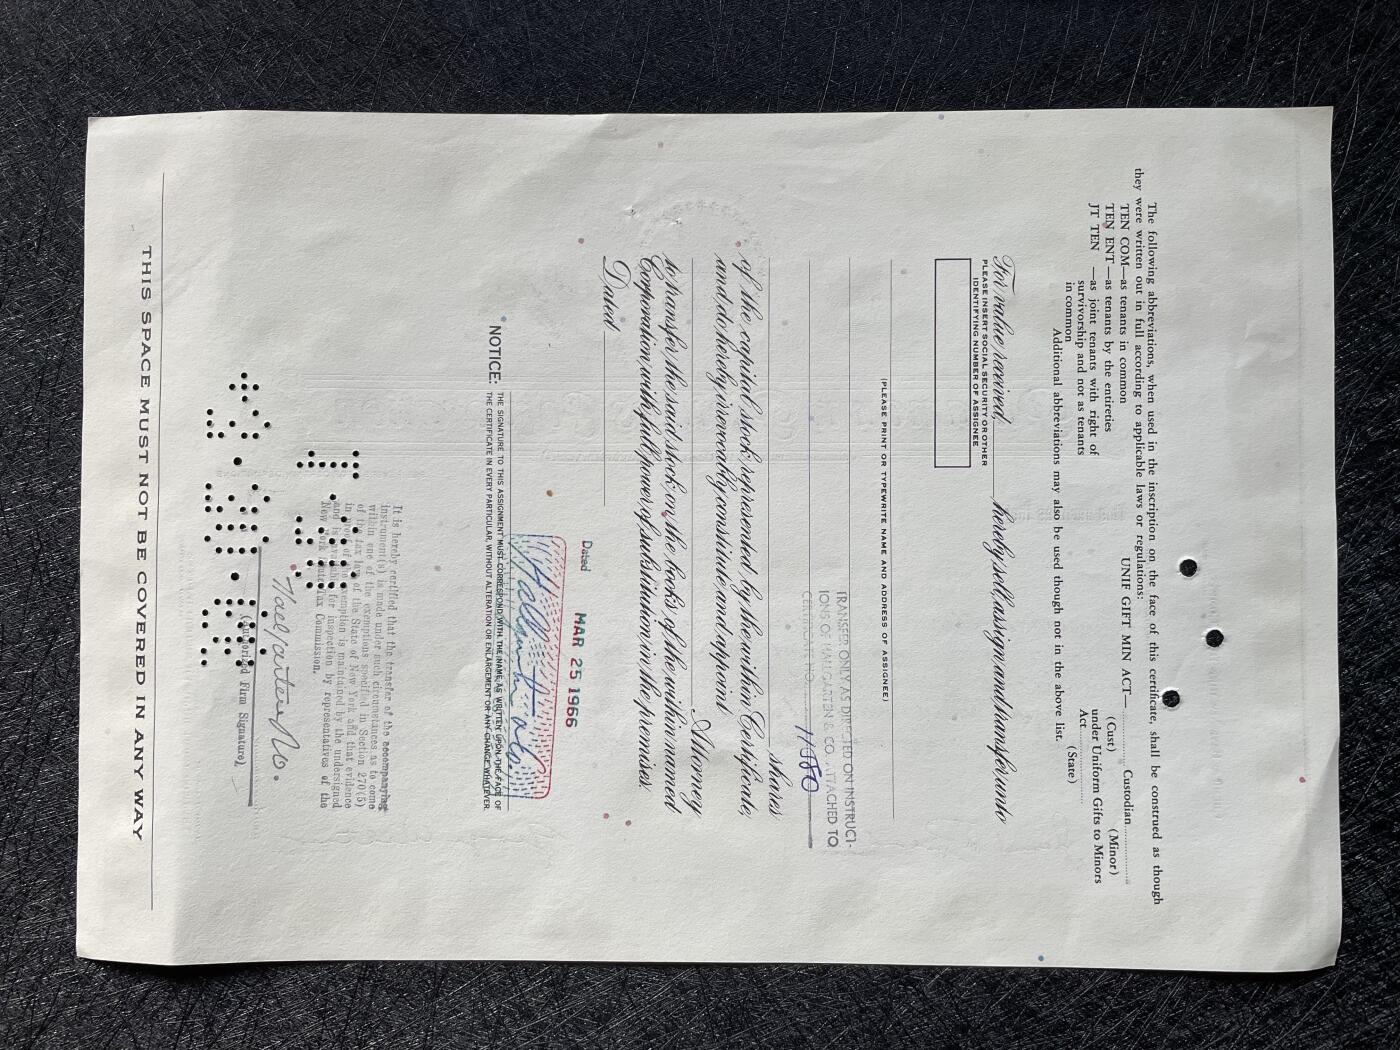 The following abbreviations, when used in the inscription on the face of this certificate, shall be construed as though
they were written out in full according to applicable laws or regulations:
TEN COM—as tenants in common
TEN ENT—as tenants by the entireties
JT TEN —as joint tenants with right of
survivorship and not as tenants
in common
UNIF GIFT MIN ACT—..............Custodian..............
(Cust) (Minor)
under Uniform Gifts to Minors
Act..............
(State)
Additional abbreviations may also be used though not in the above list.
For value received hereby sell, assign and transfer unto
PLEASE INSERT SOCIAL SECURITY OR OTHER
IDENTIFYING NUMBER OF ASSIGNEE
(PLEASE PRINT OR TYPEWRITE NAME AND ADDRESS OF ASSIGNEE)
TRANSFER ONLY AS DIRECTED ON INSTRUCT-
IONS OF HALLGARTEN & CO. ATTACHED TO
CERTIFICATE NO.
shares
of the capital stock represented by the within Certificate,
and do hereby irrevocably constitute and appoint
Attorney
to transfer the said stock on the books of the within named
Corporation with full power of substitution in the premises.
Dated
Dated MAR 25 1966
NOTICE: THE SIGNATURE TO THIS ASSIGNMENT MUST CORRESPOND WITH THE NAME AS WRITTEN UPON THE FACE OF
THE CERTIFICATE IN EVERY PARTICULAR, WITHOUT ALTERATION OR ENLARGEMENT OR ANY CHANGE WHATEVER.
It is hereby certified that the transfer of the accompanying
instrument(s) is made under such circumstances as to come
within one of the exemptions specified in Section 270(5)
of the tax law of the State of New York and that evidence
in proof of the exemption is maintained by the undersigned
and is available for inspection by representatives of the
New York State Tax Commission.
(Authorized Firm Signature)
THIS SPACE MUST NOT BE COVERED IN ANY WAY